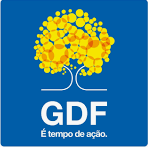 GDF
É tempo de ação.